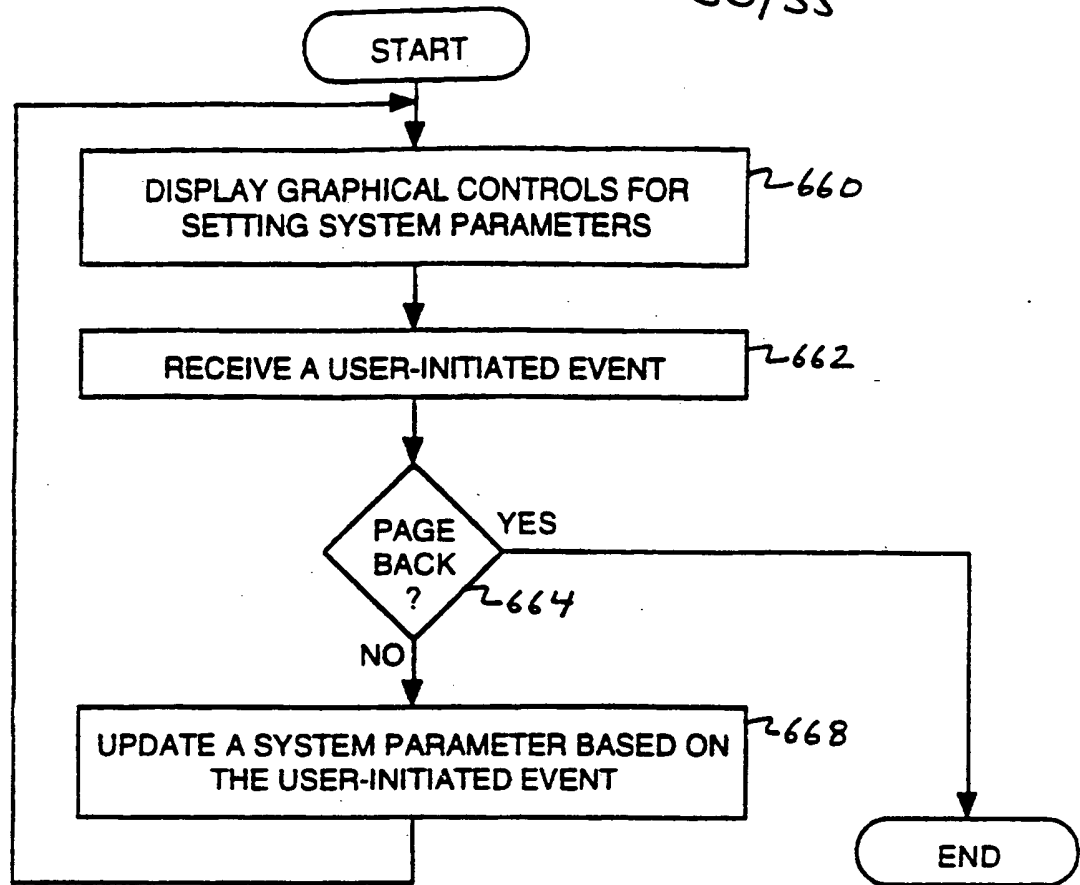 START
DISPLAY GRAPHICAL CONTROLS FOR
SETTING SYSTEM PARAMETERS
660
RECEIVE A USER-INITIATED EVENT
662
PAGE
BACK
?
YES
664
NO
UPDATE A SYSTEM PARAMETER BASED ON
THE USER-INITIATED EVENT
668
END